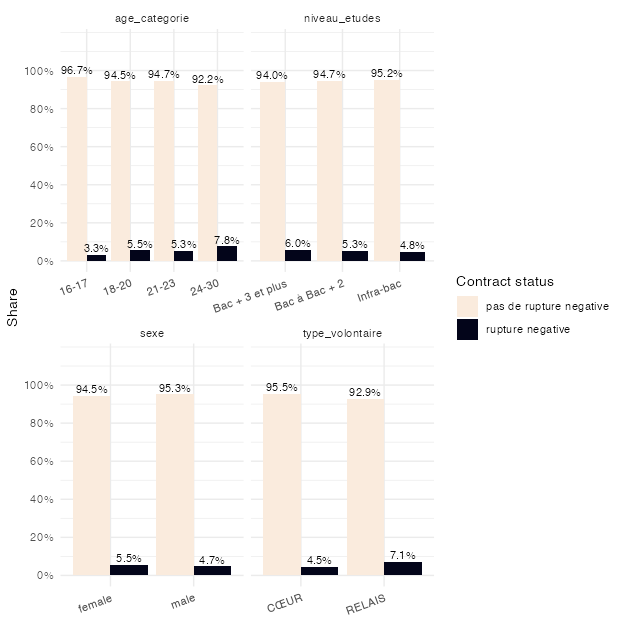 age_categorie
niveau_etudes
100%
80%
60%
40%
20%
0%
96.7%
94.5%
94.7%
92.2%
3.3%
5.5%
5.3%
7.8%
94.0%
94.7%
95.2%
6.0%
5.3%
4.8%
16-17
18-20
21-23
24-30
Bac + 3 et plus
Bac à Bac + 2
Infra-bac
Share
Contract status
pas de rupture negative
rupture negative
sexe
type_volontaire
100%
80%
60%
40%
20%
0%
94.5%
95.3%
5.5%
4.7%
95.5%
92.9%
4.5%
7.1%
female
male
CŒUR
RELAIS